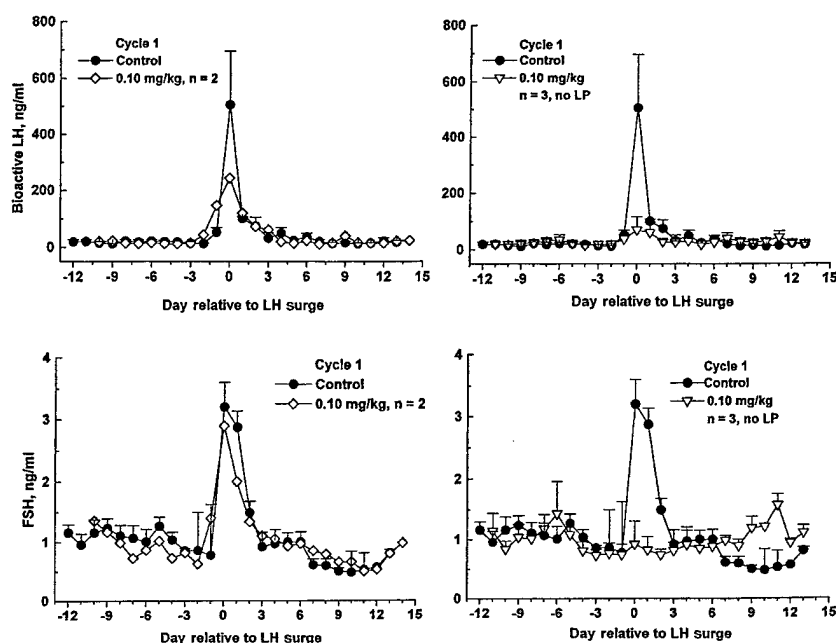 800
600
400
200
0
Bioactive LH, ng/ml
Cycle 1
Control
0.10 mg/kg, n = 2
-12 -9 -6 -3 0 3 6 9 12 15
Day relative to LH surge
800
600
400
200
0
Cycle 1
Control
0.10 mg/kg
n = 3, no LP
-12 -9 -6 -3 0 3 6 9 12 15
Day relative to LH surge
4
3
2
1
0
FSH, ng/ml
Cycle 1
Control
0.10 mg/kg, n = 2
-12 -9 -6 -3 0 3 6 9 12 15
Day relative to LH surge
4
3
2
1
0
Cycle 1
Control
0.10 mg/kg
n = 3, no LP
-12 -9 -6 -3 0 3 6 9 12 15
Day relative to LH surge